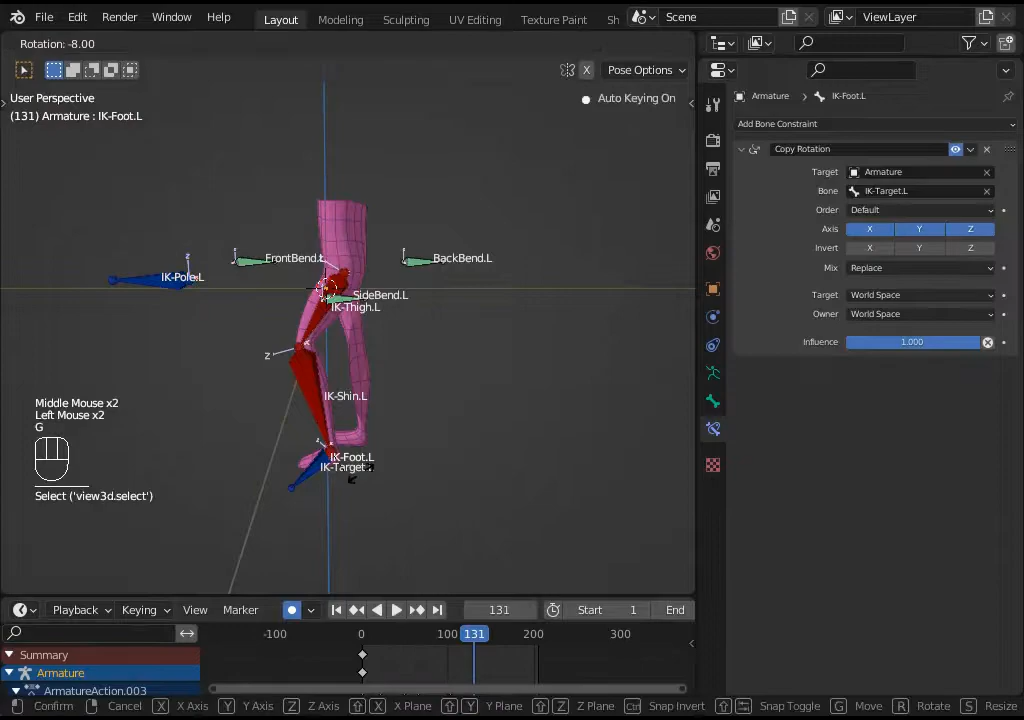 File Edit Render Window Help Layout Modeling Sculpting UV Editing Texture Paint Sh Scene ViewLayer
Rotation: -8.00
X Pose Options
User Perspective
(131) Armature : IK-Foot.L
Auto Keying On
Armature IK-Foot.L
Add Bone Constraint
Copy Rotation
Target Armature
Bone IK-Target.L
Order Default
Axis X Y Z
Invert X Y Z
Mix Replace
Target World Space
Owner World Space
Influence 1.000
FrontBend.L
BackBend.L
IK-Pole.L
SideBend.L
IK-Thigh.L
Z
IK-Shin.L
IK-Foot.L
IK-Target
Middle Mouse x2
Left Mouse x2
G
Select ('view3d.select')
Playback Keying View Marker 131 Start 1 End
-100 0 100 131 200 300
Summary
Armature
ArmatureAction.003
Confirm Cancel X X Axis Y Y Axis Z Z Axis X X Plane Y Y Plane Z Z Plane Ctrl Snap Invert Snap Toggle G Move R Rotate S Resize